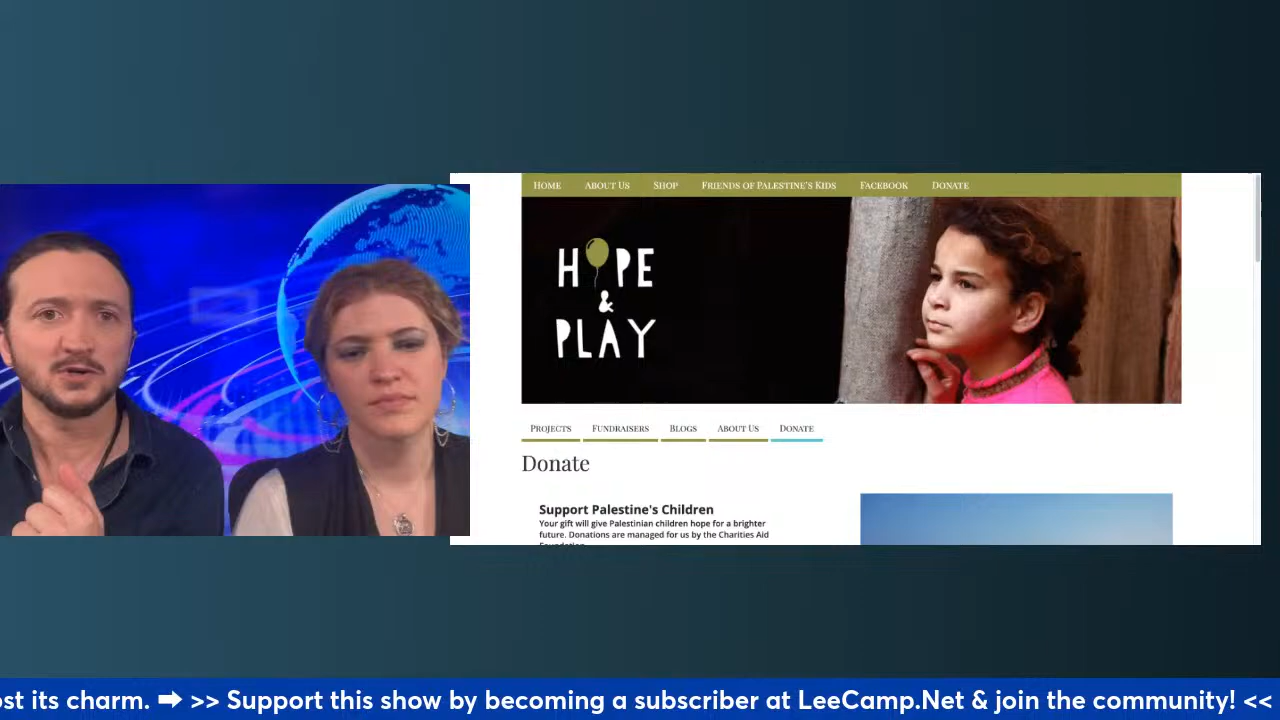 HOME ABOUT US SHOP FRIENDS OF PALESTINE'S KIDS FACEBOOK DONATE
HOPE
&
PLAY
PROJECTS FUNDRAISERS BLOGS ABOUT US DONATE
Donate
Support Palestine's Children
Your gift will give Palestinian children hope for a brighter
future. Donations are managed for us by the Charities Aid
st its charm. ➡ >> Support this show by becoming a subscriber at LeeCamp.Net & join the community! <<